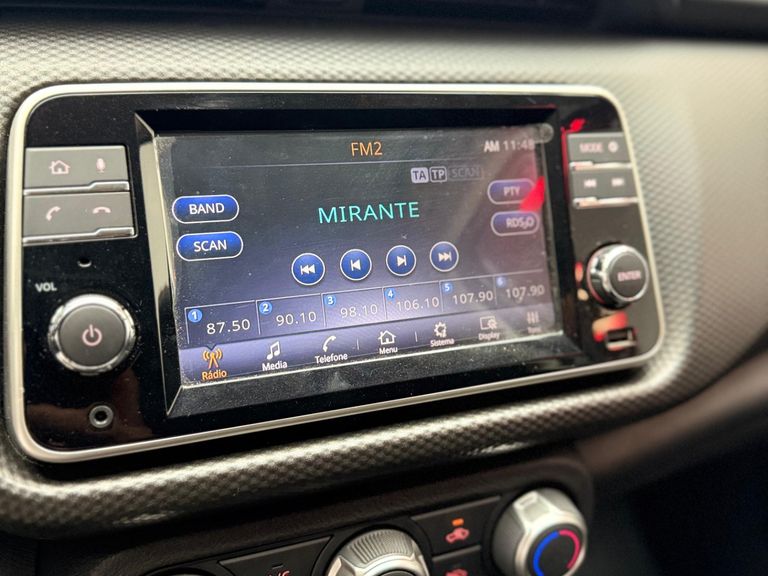 FM2
AM 11:48
TA TP SCAN
BAND
MIRANTE
PTY
SCAN
RDS
1 87.50
2 90.10
3 98.10
4 106.10
5 107.90
6 107.90
Rádio
Media
Telefone
Menu
Sistema
Display
Tom
VOL
MODE
ENTER
A/C